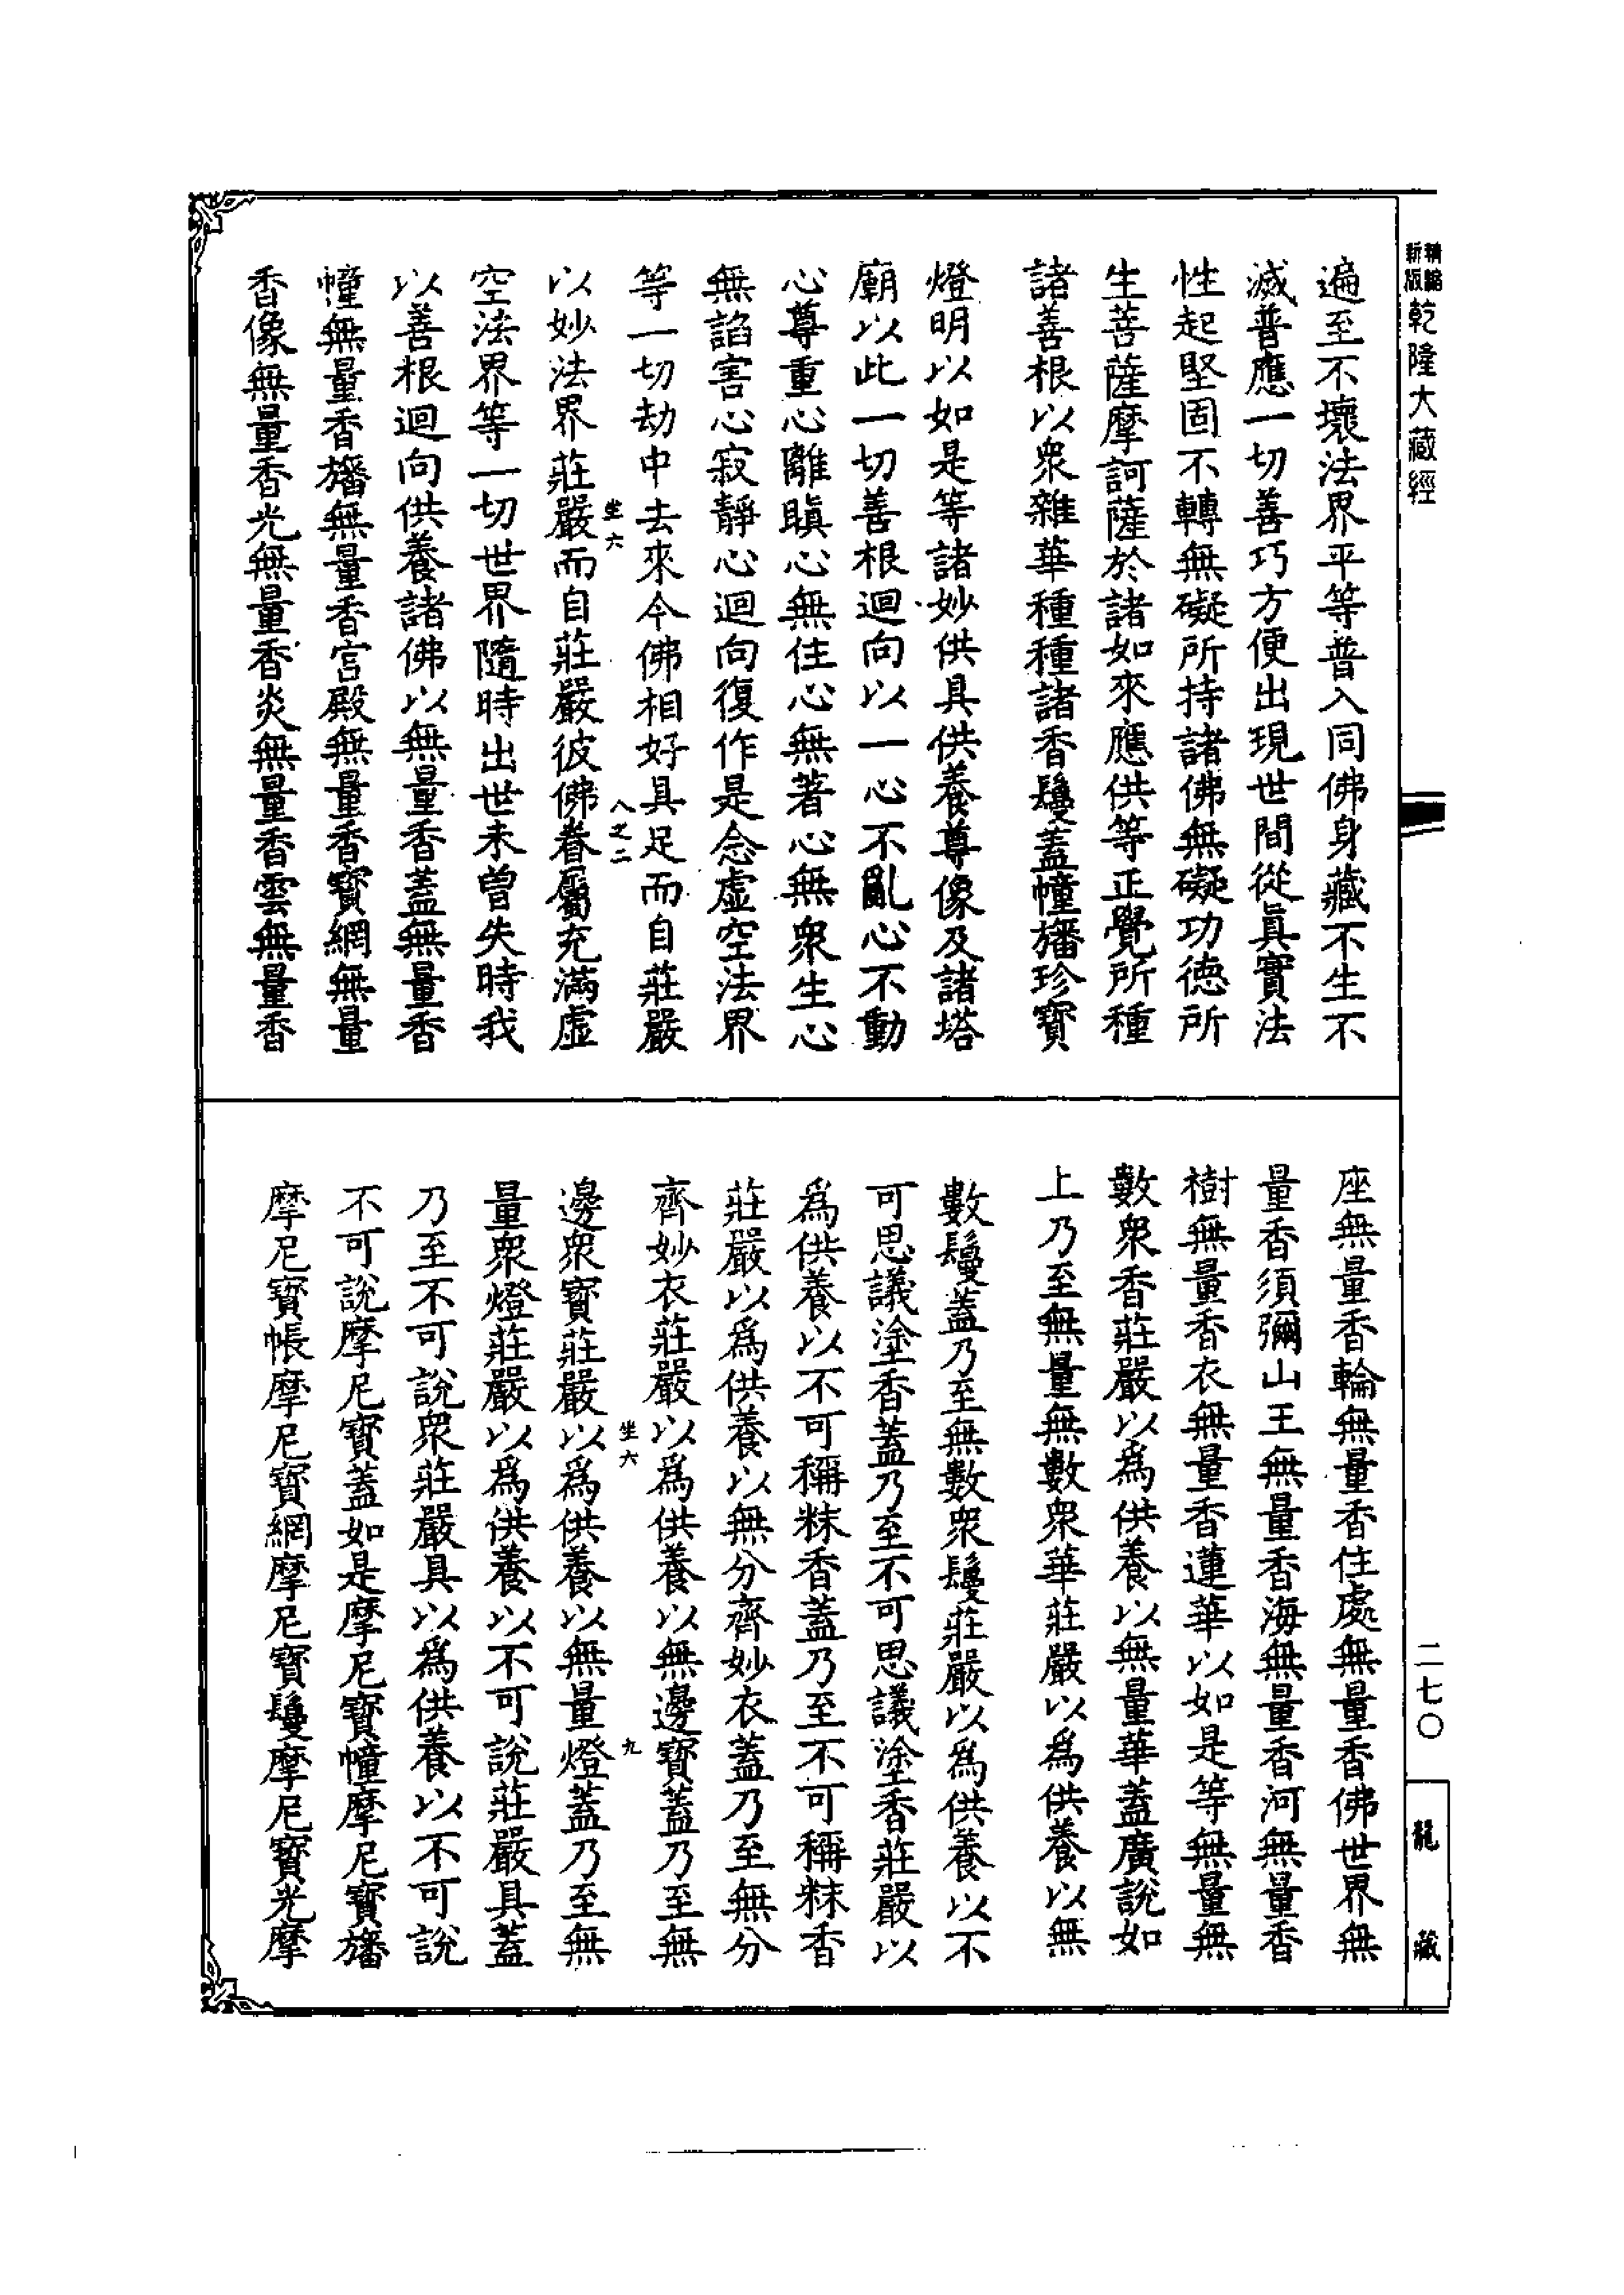 精縮
新版
乾隆大藏經
遍至不壞法界平等普入同佛身藏不生不
滅普應一切善巧方便出現世間從眞實法
性起堅固不轉無礙所持諸佛無礙功德所
生菩薩摩訶薩於諸如來應供等正覺所種
諸善根以衆雜華種種諸香鬘蓋幢旛珍寶
燈明以如是等諸妙供具供養尊像及諸塔
廟以此一切善根迴向以一心不亂心不動
心尊重心離瞋心無住心無著心無衆生心
無諂害心寂靜心迴向復作是念虛空法界
等一切劫中去來今佛相好具足而自莊嚴
坐六
八之二
以妙法界莊嚴而自莊嚴彼佛眷屬充滿虛
空法界等一切世界隨時出世未曾失時我
以善根迴向供養諸佛以無量香蓋無量香
幢無量香旛無量香宮殿無量香寶網無量
香像無量香光無量香炎無量香雲無量香
座無量香輪無量香住處無量香佛世界無
量香須彌山王無量香海無量香河無量香
樹無量香衣無量香蓮華以如是等無量無
數衆香莊嚴以爲供養以無量華蓋廣說如
上乃至無量無數衆華莊嚴以爲供養以無
數鬘蓋乃至無數衆鬘莊嚴以爲供養以不
可思議塗香蓋乃至不可思議塗香莊嚴以
爲供養以不可稱粖香蓋乃至不可稱粖香
莊嚴以爲供養以無分齊妙衣蓋乃至無分
齊妙衣莊嚴以爲供養以無邊寶蓋乃至無
坐六
九
邊衆寶莊嚴以爲供養以無量燈蓋乃至無
量衆燈莊嚴以爲供養以不可說莊嚴具蓋
乃至不可說衆莊嚴具以爲供養以不可說
不可說摩尼寶蓋如是摩尼寶幢摩尼寶旛
摩尼寶帳摩尼寶網摩尼寶鬘摩尼寶光摩
二七〇
龍藏